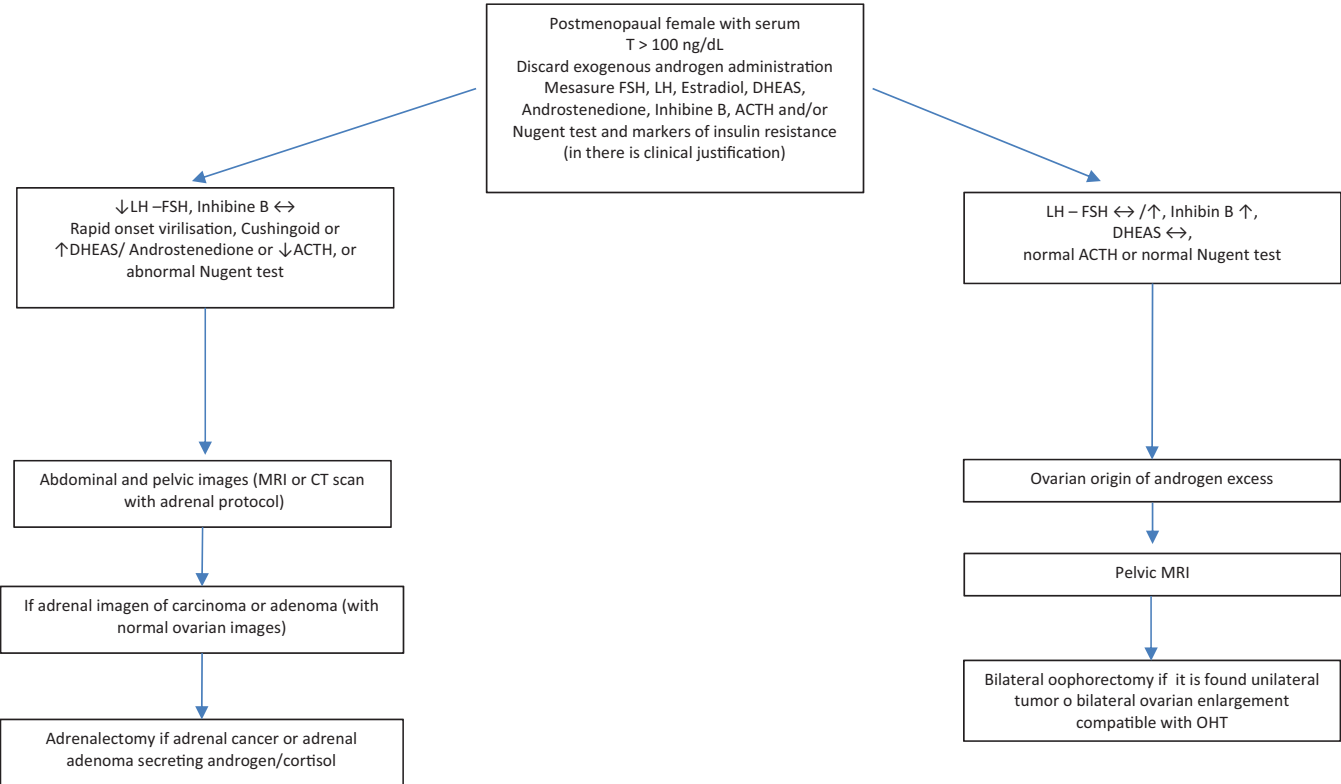 Postmenopaual female with serum
T > 100 ng/dL
Discard exogenous androgen administration
Mesasure FSH, LH, Estradiol, DHEAS,
Androstenedione, Inhibine B, ACTH and/or
Nugent test and markers of insulin resistance
(in there is clinical justification)
↓LH –FSH, Inhibine B ↔
Rapid onset virilisation, Cushingoid or
↑DHEAS/ Androstenedione or ↓ACTH, or
abnormal Nugent test
LH – FSH ↔ /↑, Inhibin B ↑,
DHEAS ↔,
normal ACTH or normal Nugent test
Abdominal and pelvic images (MRI or CT scan
with adrenal protocol)
Ovarian origin of androgen excess
Pelvic MRI
If adrenal imagen of carcinoma or adenoma (with
normal ovarian images)
Bilateral oophorectomy if it is found unilateral
tumor o bilateral ovarian enlargement
compatible with OHT
Adrenalectomy if adrenal cancer or adrenal
adenoma secreting androgen/cortisol